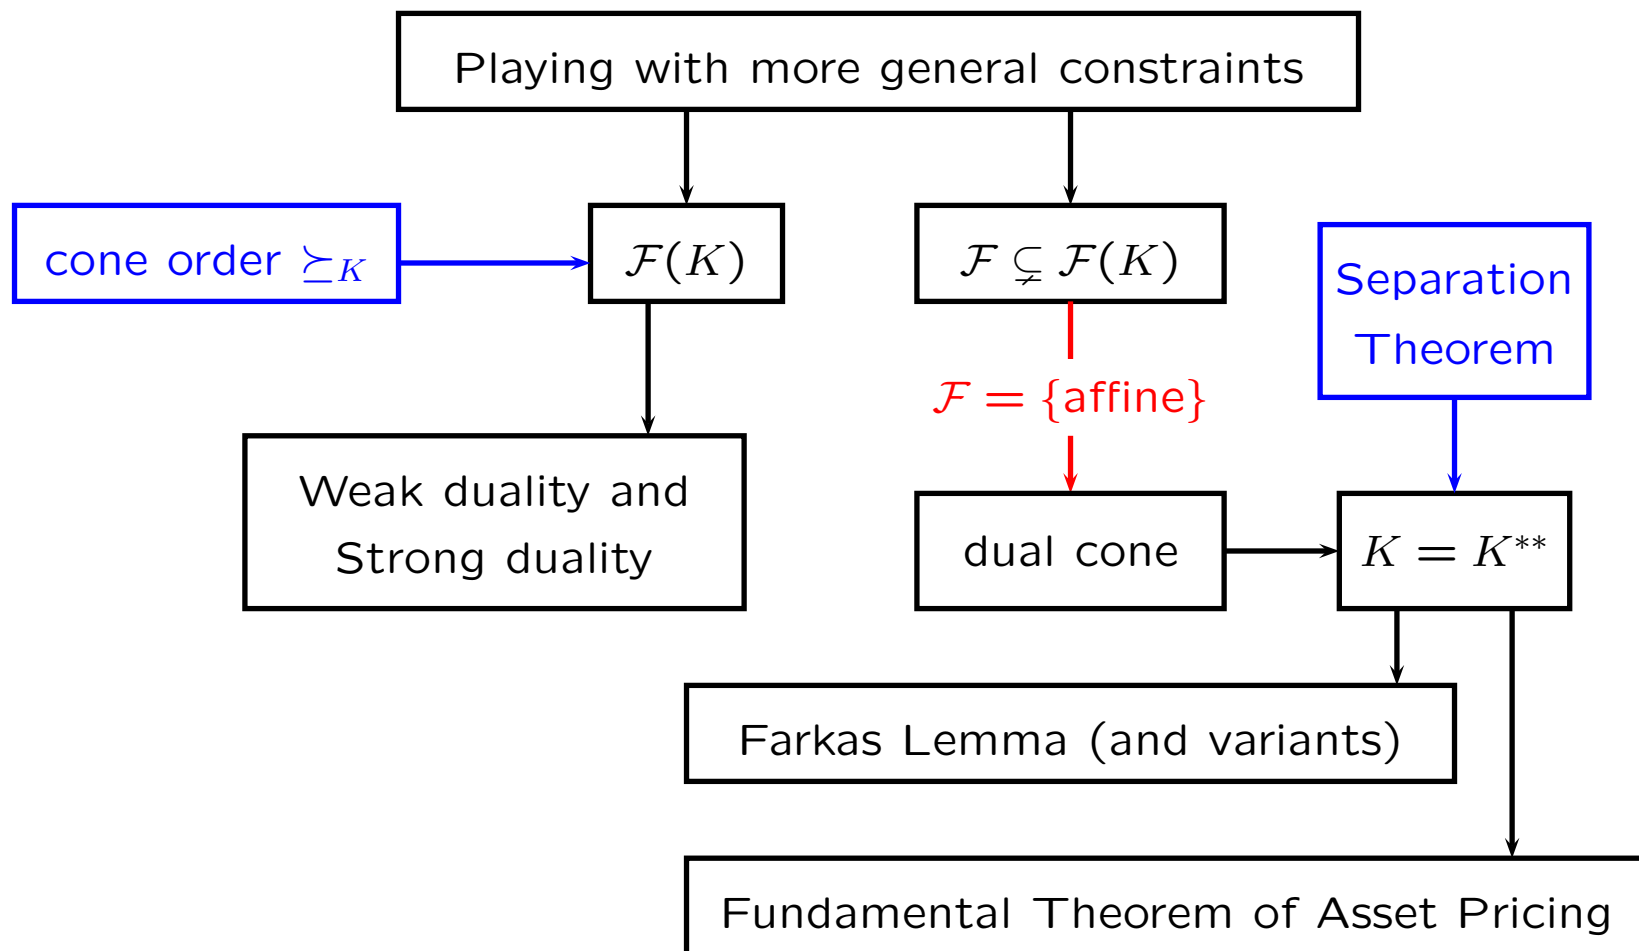 Playing with more general constraints
cone order ⪰_K
ℱ(K)
ℱ ⊊ ℱ(K)
Separation
Theorem
ℱ = {affine}
Weak duality and
Strong duality
dual cone
K = K**
Farkas Lemma (and variants)
Fundamental Theorem of Asset Pricing